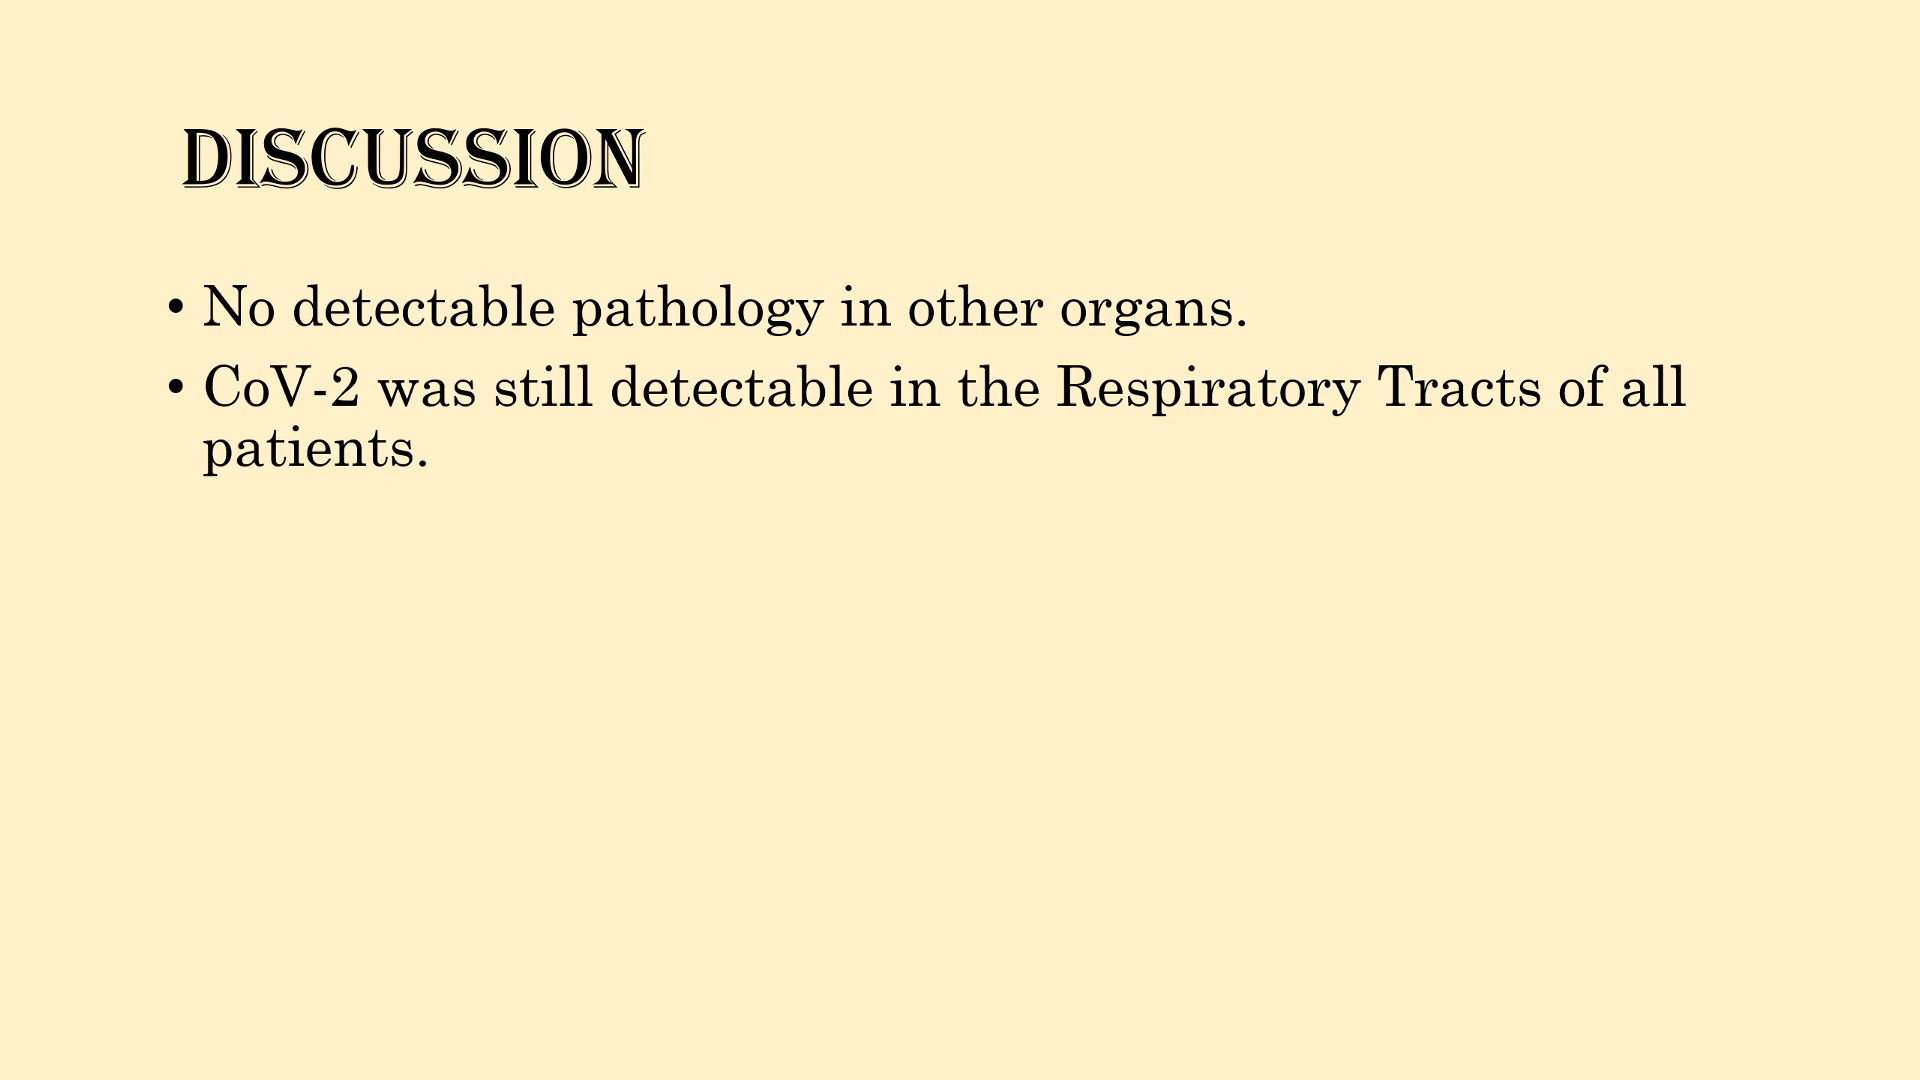 DISCUSSION
• No detectable pathology in other organs.
• CoV-2 was still detectable in the Respiratory Tracts of all
patients.